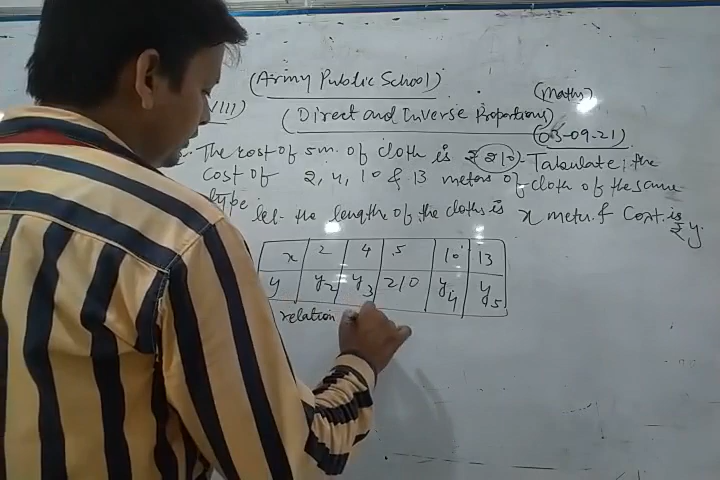 (Army Public School)
VIII)
(Maths)
(Direct and Inverse Proportions)
(03-09-21)
The cost of 5 m. of cloth is ₹ 210. Tabulate the
cost of 2, 4, 10 & 13 meters of cloth of the same
type
let the length of the cloths is x meter. & Cost. is
₹ y.
x 2 4 5 10 13
y y₂ y₃ 210 y₄ y₅
relation